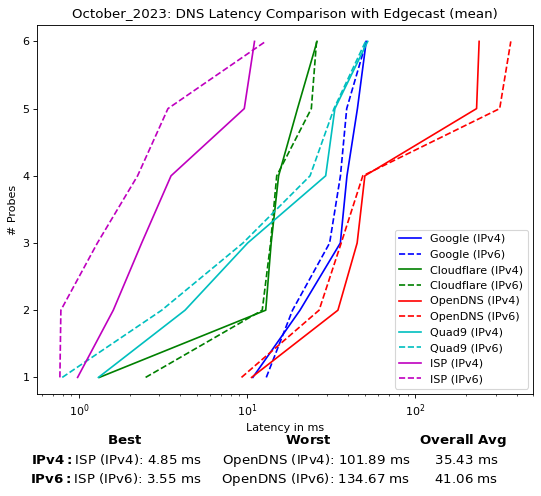 October_2023: DNS Latency Comparison with Edgecast (mean)
6
5
4
3
2
1
# Probes
Google (IPv4)
Google (IPv6)
Cloudflare (IPv4)
Cloudflare (IPv6)
OpenDNS (IPv4)
OpenDNS (IPv6)
Quad9 (IPv4)
Quad9 (IPv6)
ISP (IPv4)
ISP (IPv6)
10⁰ 10¹ 10²
Latency in ms
Best Worst Overall Avg
IPv4: ISP (IPv4): 4.85 ms OpenDNS (IPv4): 101.89 ms 35.43 ms
IPv6: ISP (IPv6): 3.55 ms OpenDNS (IPv6): 134.67 ms 41.06 ms